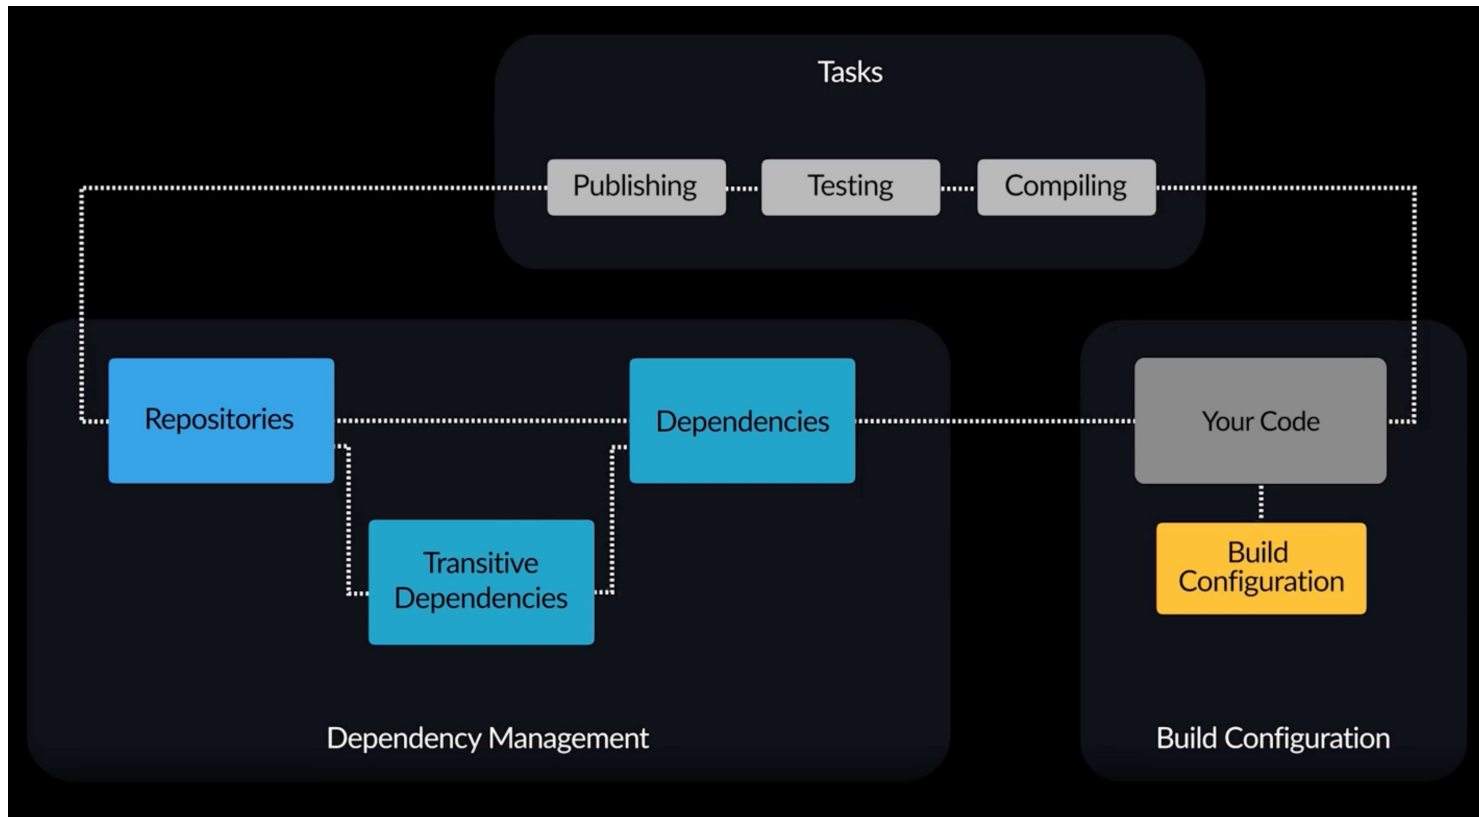 Tasks
Publishing
Testing
Compiling
Repositories
Dependencies
Your Code
Transitive
Dependencies
Build
Configuration
Dependency Management
Build Configuration